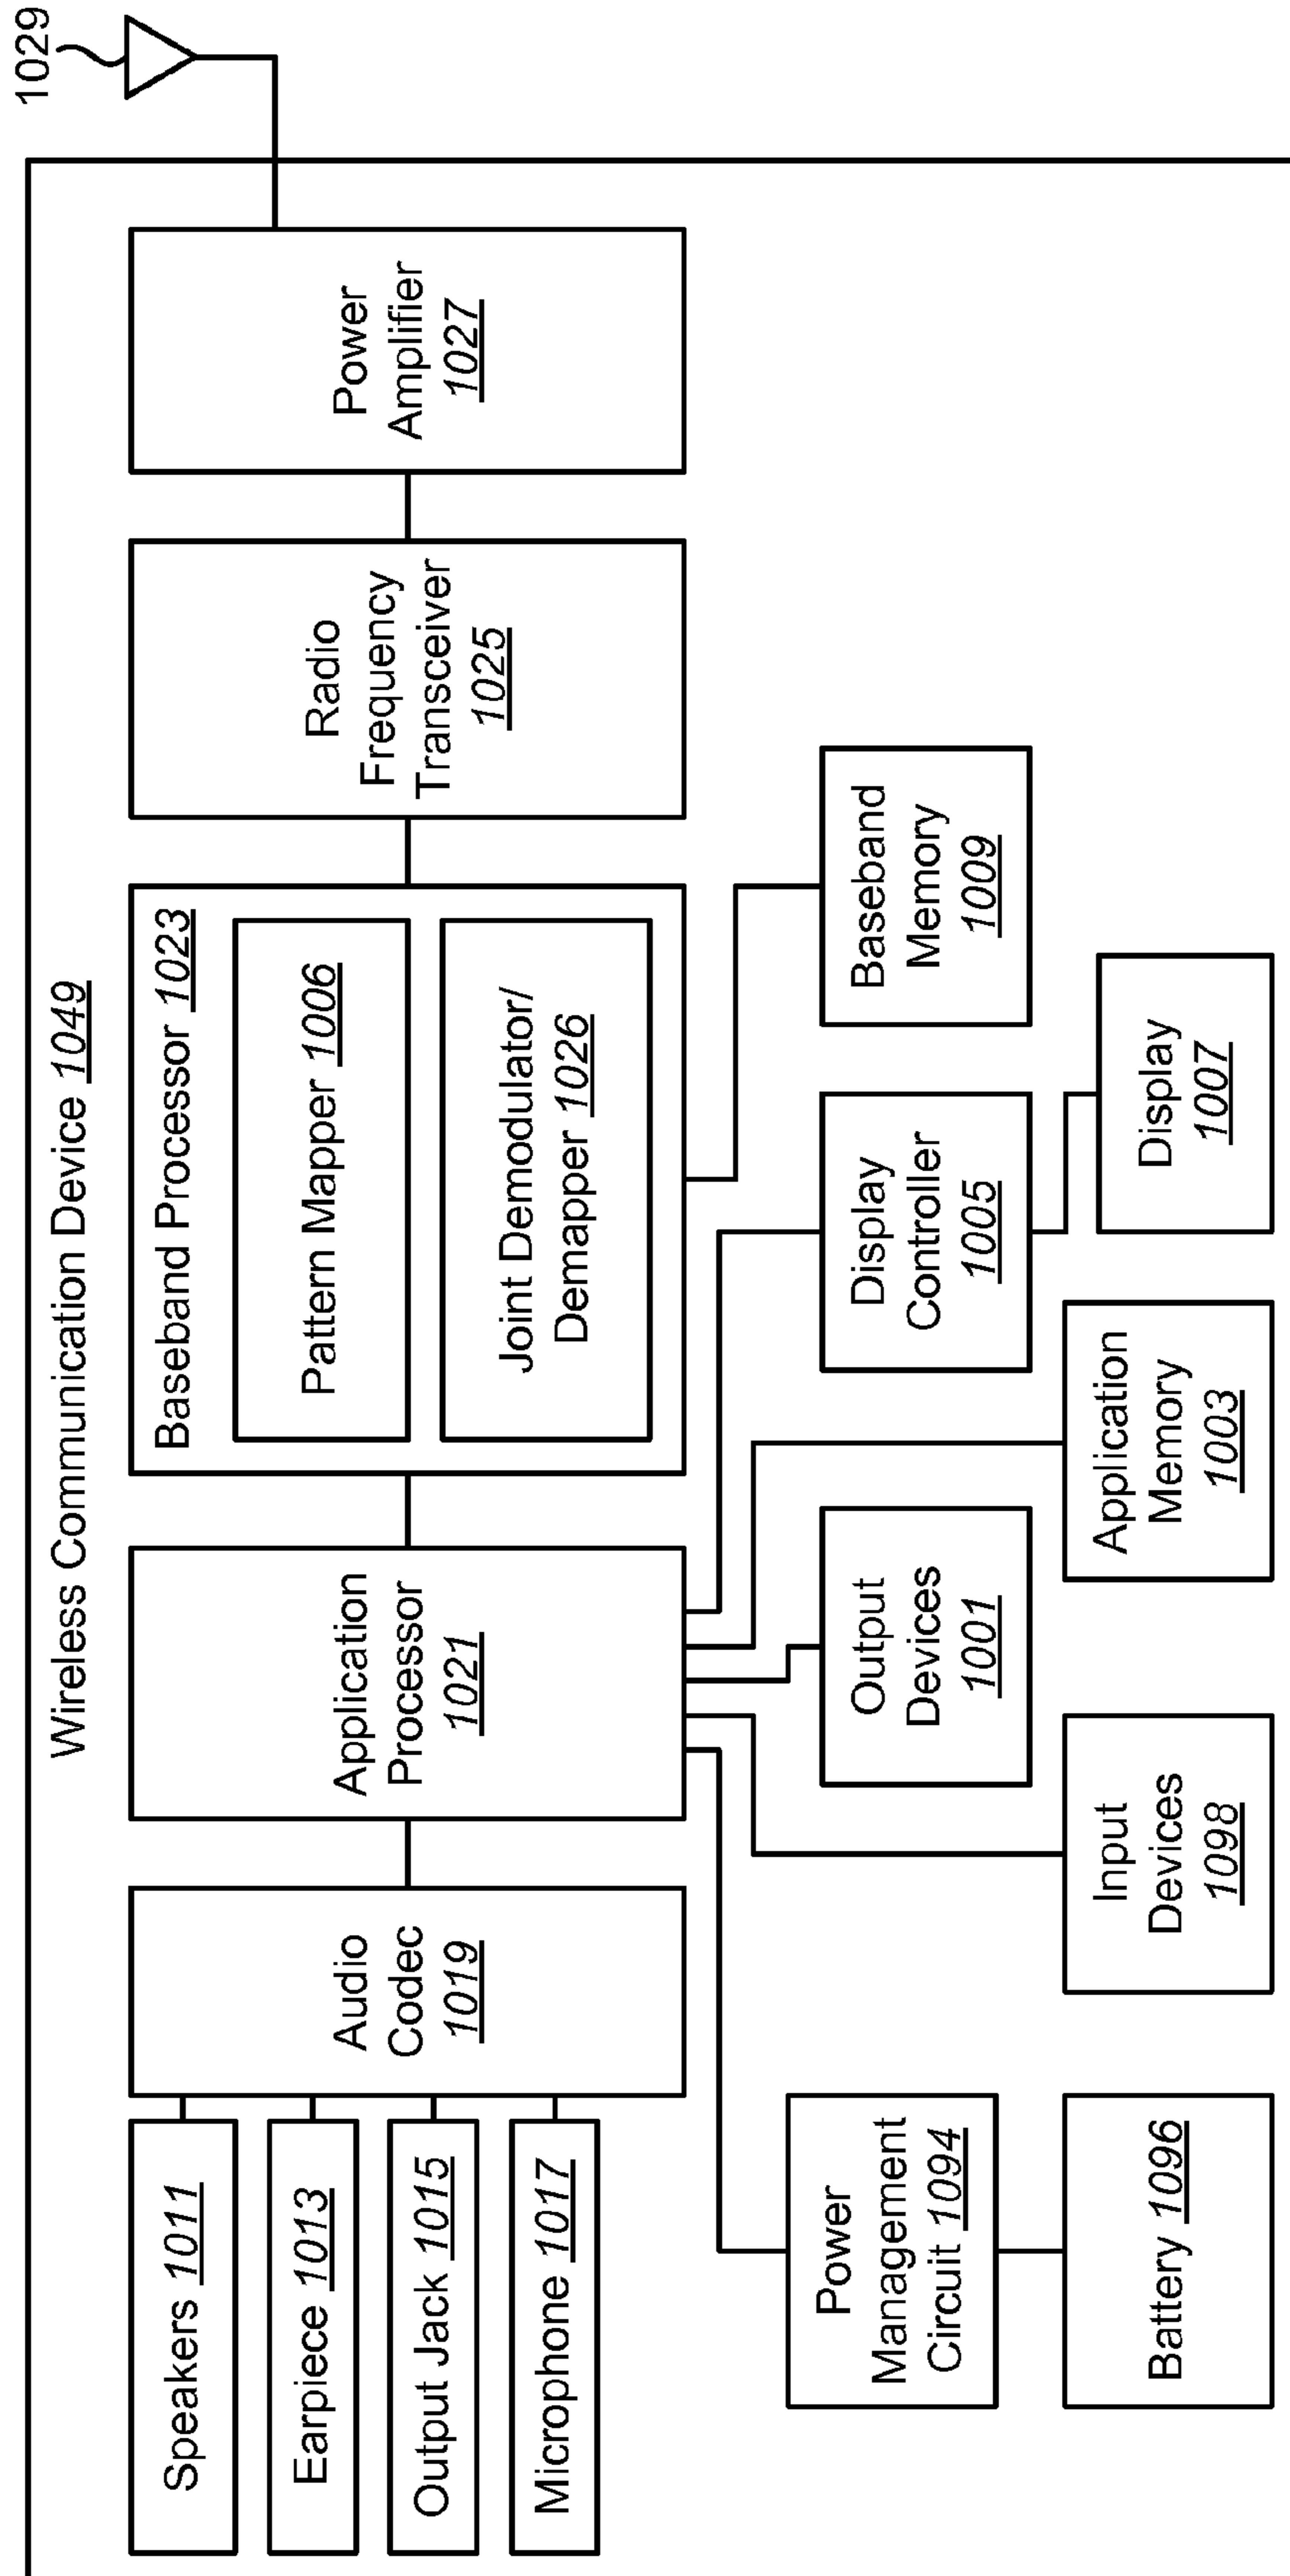 1029
Wireless Communication Device 1049
Speakers 1011
Earpiece 1013
Output Jack 1015
Microphone 1017
Audio
Codec
1019
Application
Processor
1021
Baseband Processor 1023
Pattern Mapper 1006
Joint Demodulator/
Demapper 1026
Radio
Frequency
Transceiver
1025
Power
Amplifier
1027
Power
Management
Circuit 1094
Battery 1096
Input
Devices
1098
Output
Devices
1001
Application
Memory
1003
Display
Controller
1005
Display
1007
Baseband
Memory
1009